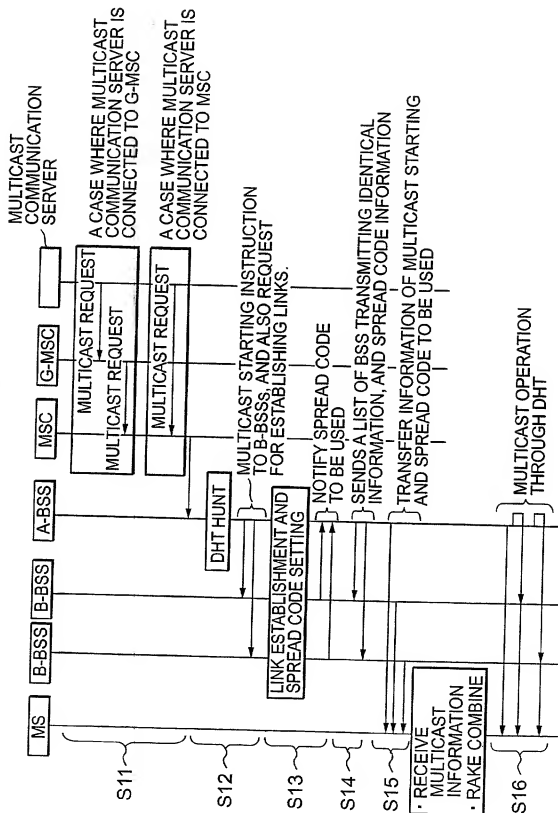 MS
B-BSS
B-BSS
A-BSS
MSC
G-MSC
MULTICAST
COMMUNICATION
SERVER
S11
MULTICAST REQUEST
MULTICAST REQUEST
A CASE WHERE MULTICAST
COMMUNICATION SERVER IS
CONNECTED TO G-MSC
MULTICAST REQUEST
A CASE WHERE MULTICAST
COMMUNICATION SERVER IS
CONNECTED TO MSC
S12
DHT HUNT
MULTICAST STARTING INSTRUCTION
TO B-BSSs, AND ALSO REQUEST
FOR ESTABLISHING LINKS.
S13
LINK ESTABLISHMENT AND
SPREAD CODE SETTING
NOTIFY SPREAD CODE
TO BE USED
S14
SENDS A LIST OF BSS TRANSMITTING IDENTICAL
INFORMATION, AND SPREAD CODE INFORMATION
S15
TRANSFER INFORMATION OF MULTICAST STARTING
AND SPREAD CODE TO BE USED
· RECEIVE
MULTICAST
INFORMATION
· RAKE COMBINE
S16
MULTICAST OPERATION
THROUGH DHT